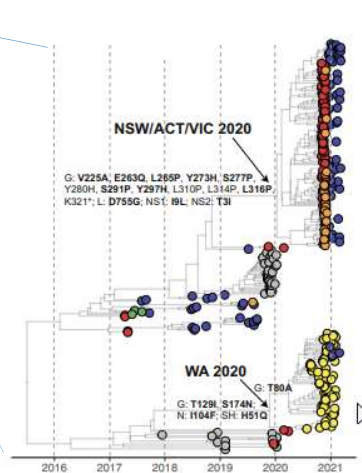 NSW/ACT/VIC 2020
G: V225A, E263Q, L265P, Y273H, S277P,
Y280H, S291P, Y297H, L310P, L314P, L316P,
K321*; L: D755G; NS1: I9L; NS2: T3I
WA 2020
G: T80A
G: T129I, S174N;
N: I104F; SH: H51Q
2016 2017 2018 2019 2020 2021